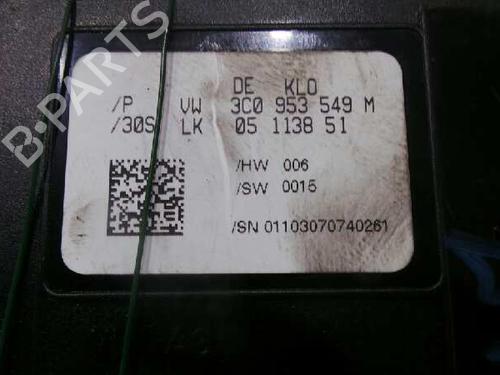 DE KLO
/P VW 3C0 953 549 M
/30S LK 05 1138 51
/HW 006
/SW 0015
/SN 01103070740261
B-PARTS